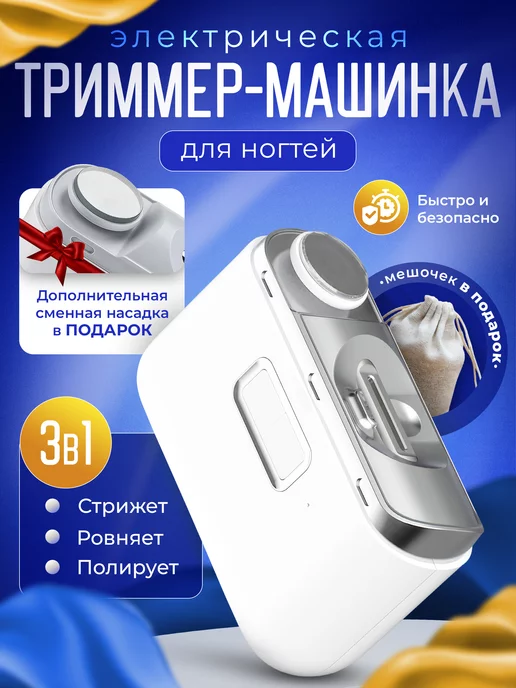 электрическая
ТРИММЕР-МАШИНКА
для ногтей
Быстро и
безопасно
•мешочек в подарок•
Дополнительная
сменная насадка
в ПОДАРОК
3в1
Стрижет
Ровняет
Полирует